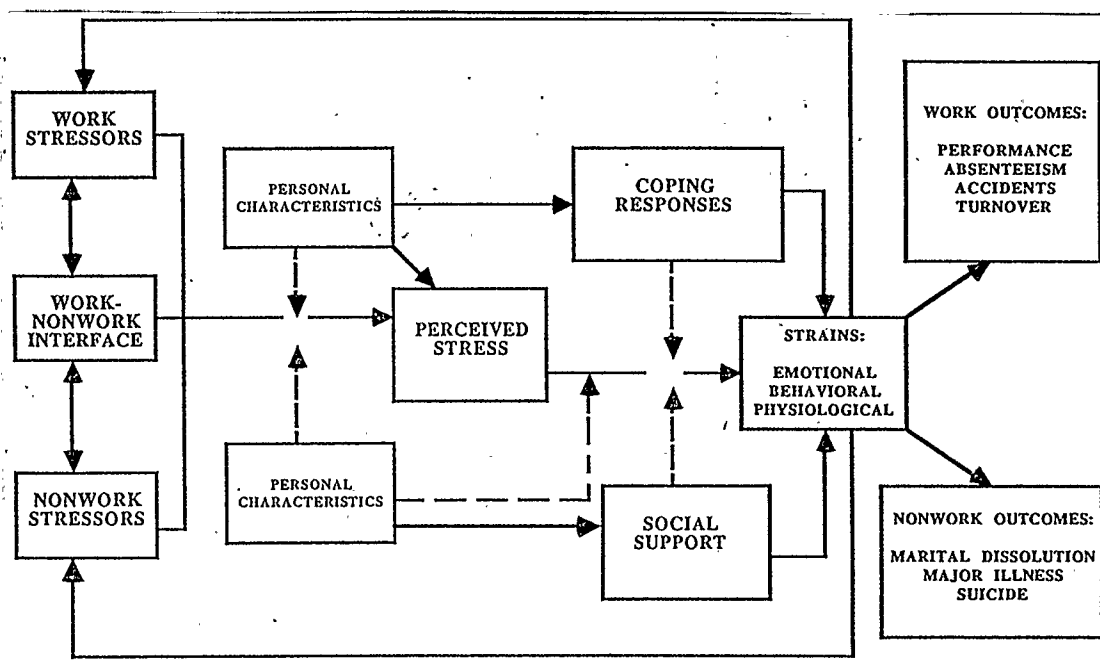 WORK
STRESSORS
WORK-
NONWORK
INTERFACE
NONWORK
STRESSORS
PERSONAL
CHARACTERISTICS
PERCEIVED
STRESS
PERSONAL
CHARACTERISTICS
COPING
RESPONSES
SOCIAL
SUPPORT
STRAINS:
EMOTIONAL
BEHAVIORAL
PHYSIOLOGICAL
WORK OUTCOMES:
PERFORMANCE
ABSENTEEISM
ACCIDENTS
TURNOVER
NONWORK OUTCOMES:
MARITAL DISSOLUTION
MAJOR ILLNESS
SUICIDE